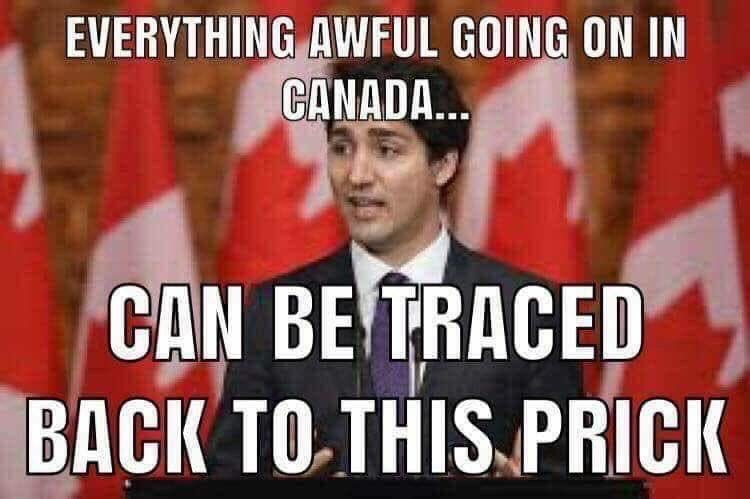 EVERYTHING AWFUL GOING ON IN
CANADA...
CAN BE TRACED
BACK TO THIS PRICK